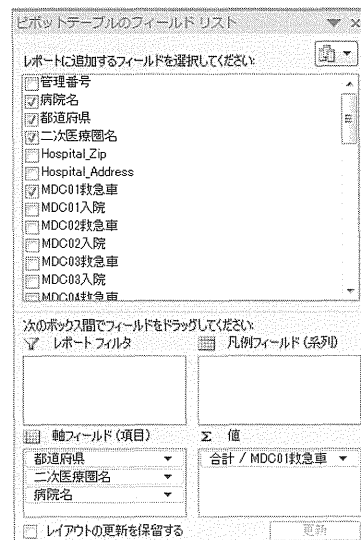 ピボットテーブルのフィールド リスト
レポートに追加するフィールドを選択してください:
管理番号
病院名
都道府県
二次医療圏名
Hospital_Zip
Hospital_Address
MDC01救急車
MDC01入院
MDC02救急車
MDC02入院
MDC03救急車
MDC03入院
MDC04救急車
次のボックス間でフィールドをドラッグしてください:
レポート フィルタ
凡例フィールド (系列)
軸フィールド (項目)
Σ 値
都道府県
合計 / MDC01救急車
二次医療圏名
病院名
レイアウトの更新を保留する
更新